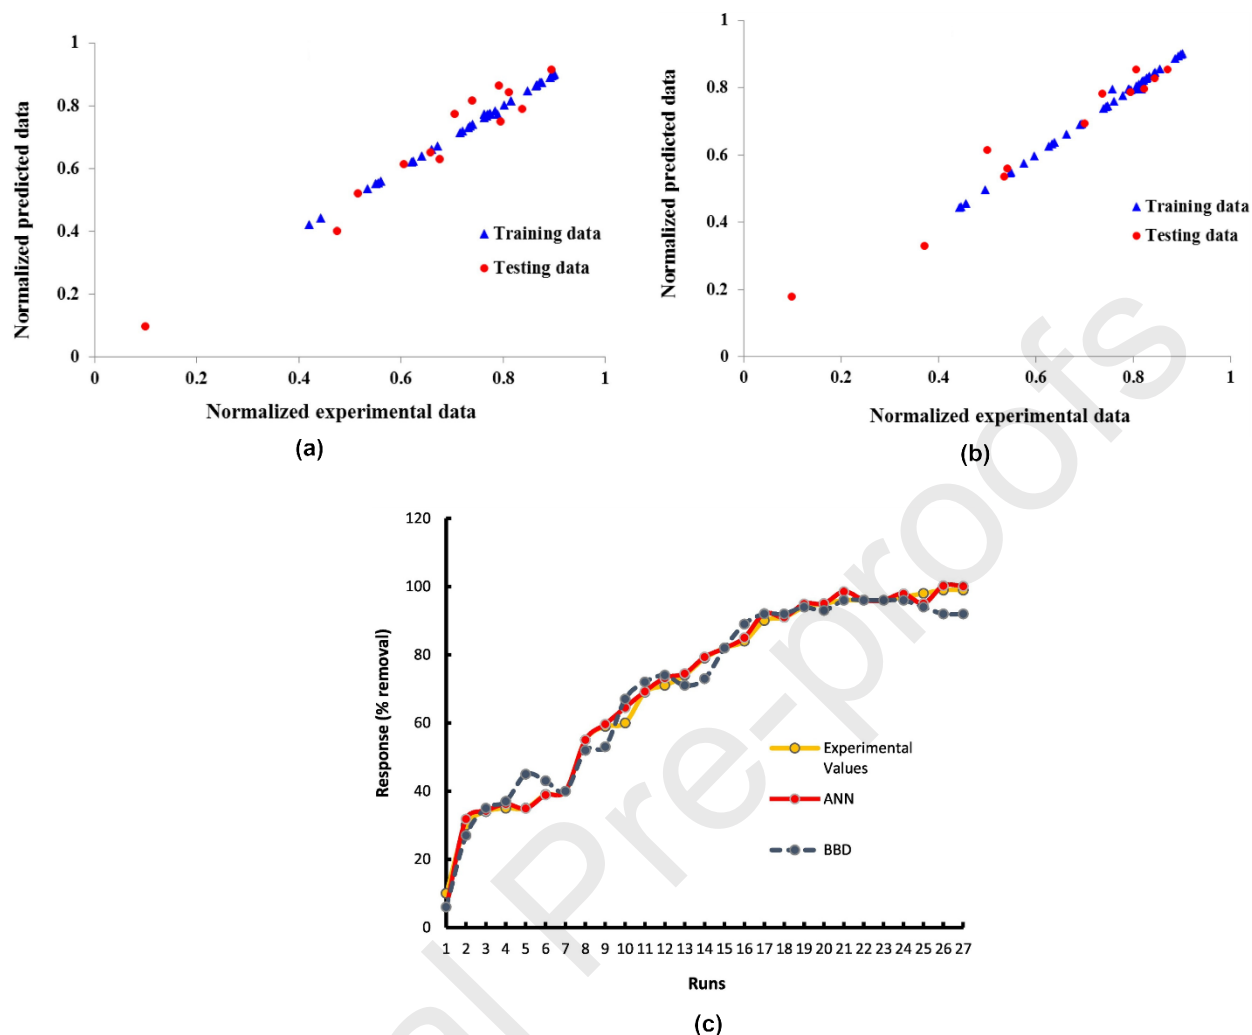 1
0.8
0.6
0.4
0.2
0
0 0.2 0.4 0.6 0.8 1
Normalized predicted data
Training data
Testing data
Normalized experimental data
(a)
1
0.8
0.6
0.4
0.2
0
0 0.2 0.4 0.6 0.8 1
Normalized predicted data
Training data
Testing data
Normalized experimental data
(b)
120
100
80
60
40
20
0
Response (% removal)
Experimental
Values
ANN
BBD
1 2 3 4 5 6 7 8 9 10 11 12 13 14 15 16 17 18 19 20 21 22 23 24 25 26 27
Runs
(c)
al Pre-proofs